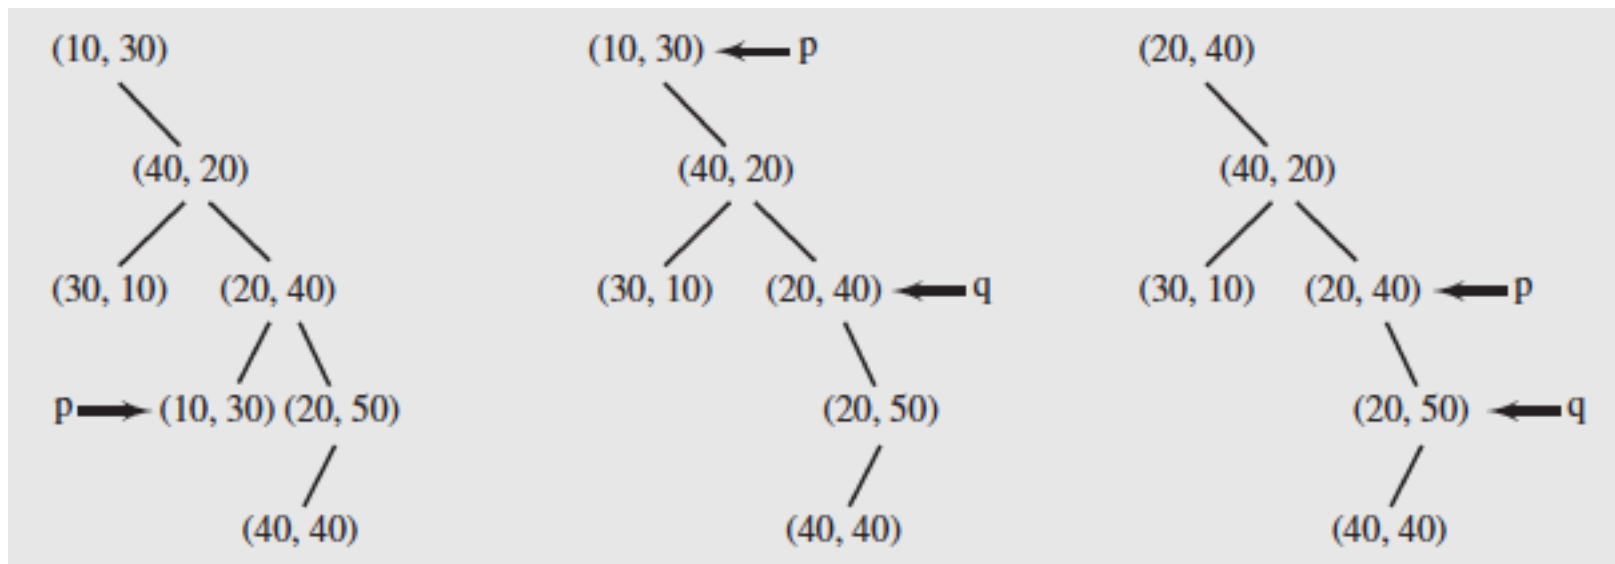 (10, 30) (10, 30) p (20, 40)
(40, 20) (40, 20) (40, 20)
(30, 10) (20, 40) (30, 10) (20, 40) q (30, 10) (20, 40) p
p (10, 30) (20, 50) (20, 50) (20, 50) q
(40, 40) (40, 40) (40, 40)